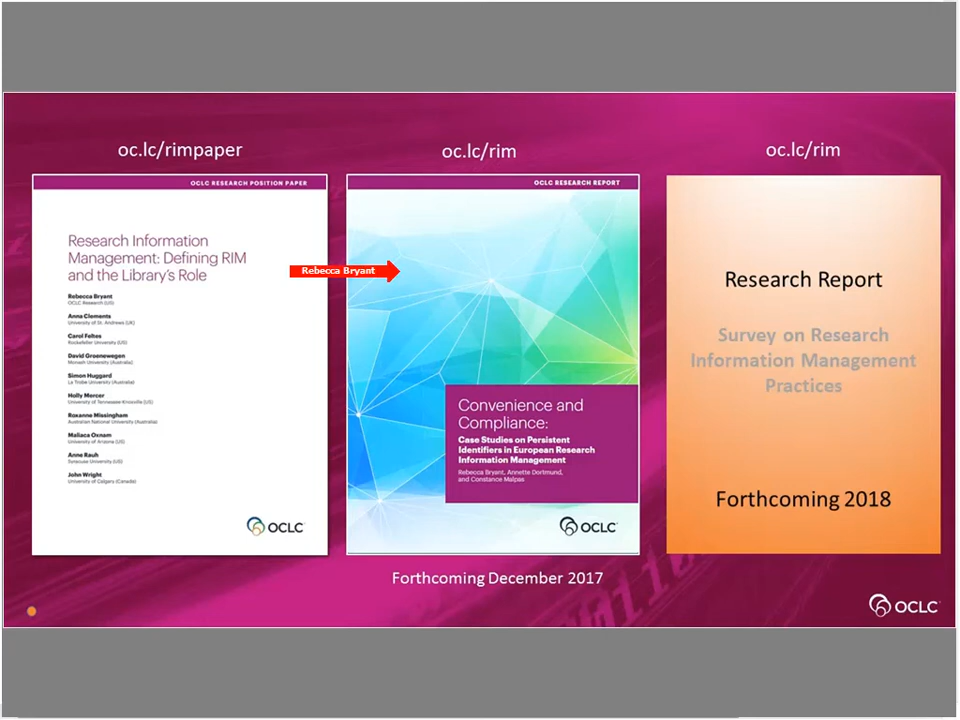 oc.lc/rimpaper
OCLC RESEARCH POSITION PAPER
Research Information
Management: Defining RIM
and the Library's Role
Rebecca Bryant
OCLC Research (US)
Anna Clements
University of St. Andrews (UK)
Carol Feltes
Rockefeller University (US)
David Groenewegen
Monash University (Australia)
Simon Huggard
La Trobe University (Australia)
Holly Mercer
University of Tennessee-Knoxville (US)
Roxanne Missingham
Australian National University (Australia)
Maliaca Oxnam
University of Arizona (US)
Anne Rauh
Syracuse University (US)
John Wright
University of Calgary (Canada)
OCLC
Rebecca Bryant
oc.lc/rim
OCLC RESEARCH REPORT
Convenience and
Compliance:
Case Studies on Persistent
Identifiers in European Research
Information Management
Rebecca Bryant, Annette Dortmund,
and Constance Malpas
OCLC
Forthcoming December 2017
oc.lc/rim
Research Report
Survey on Research
Information Management
Practices
Forthcoming 2018
OCLC